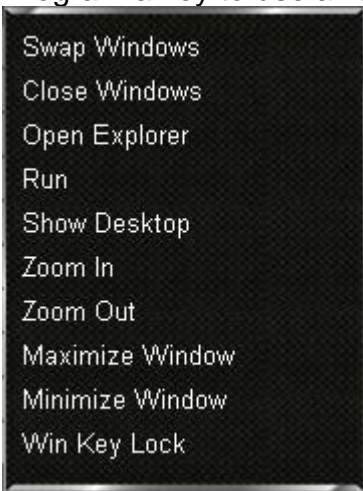 Swap Windows
Close Windows
Open Explorer
Run
Show Desktop
Zoom In
Zoom Out
Maximize Window
Minimize Window
Win Key Lock